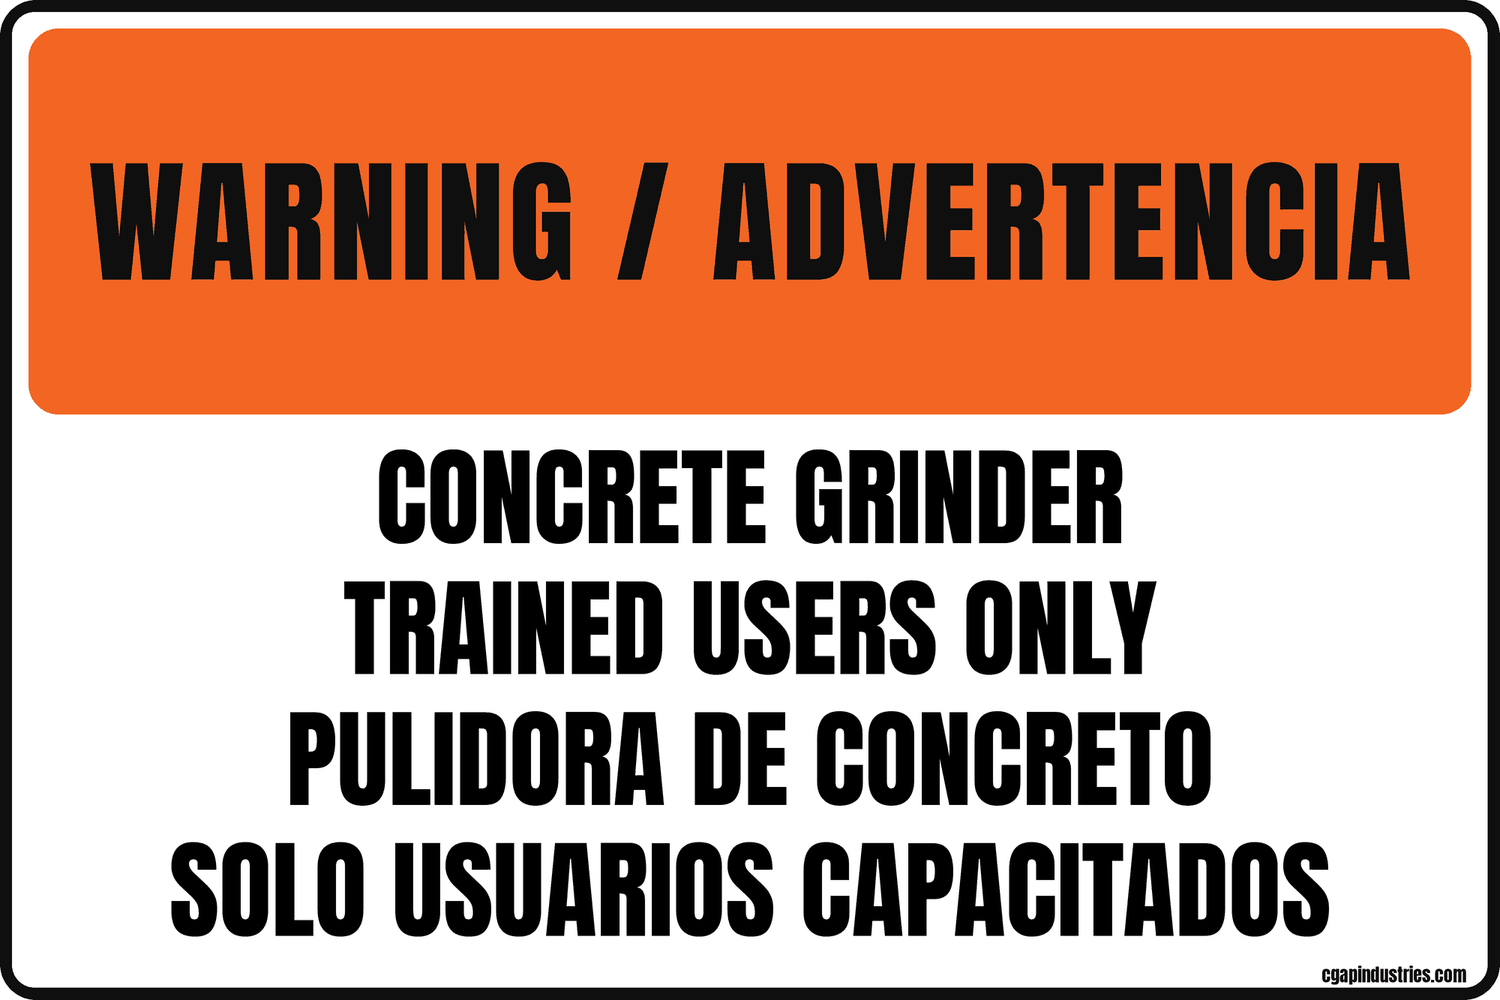 WARNING / ADVERTENCIA
CONCRETE GRINDER
TRAINED USERS ONLY
PULIDORA DE CONCRETO
SOLO USUARIOS CAPACITADOS
cgapindustries.com